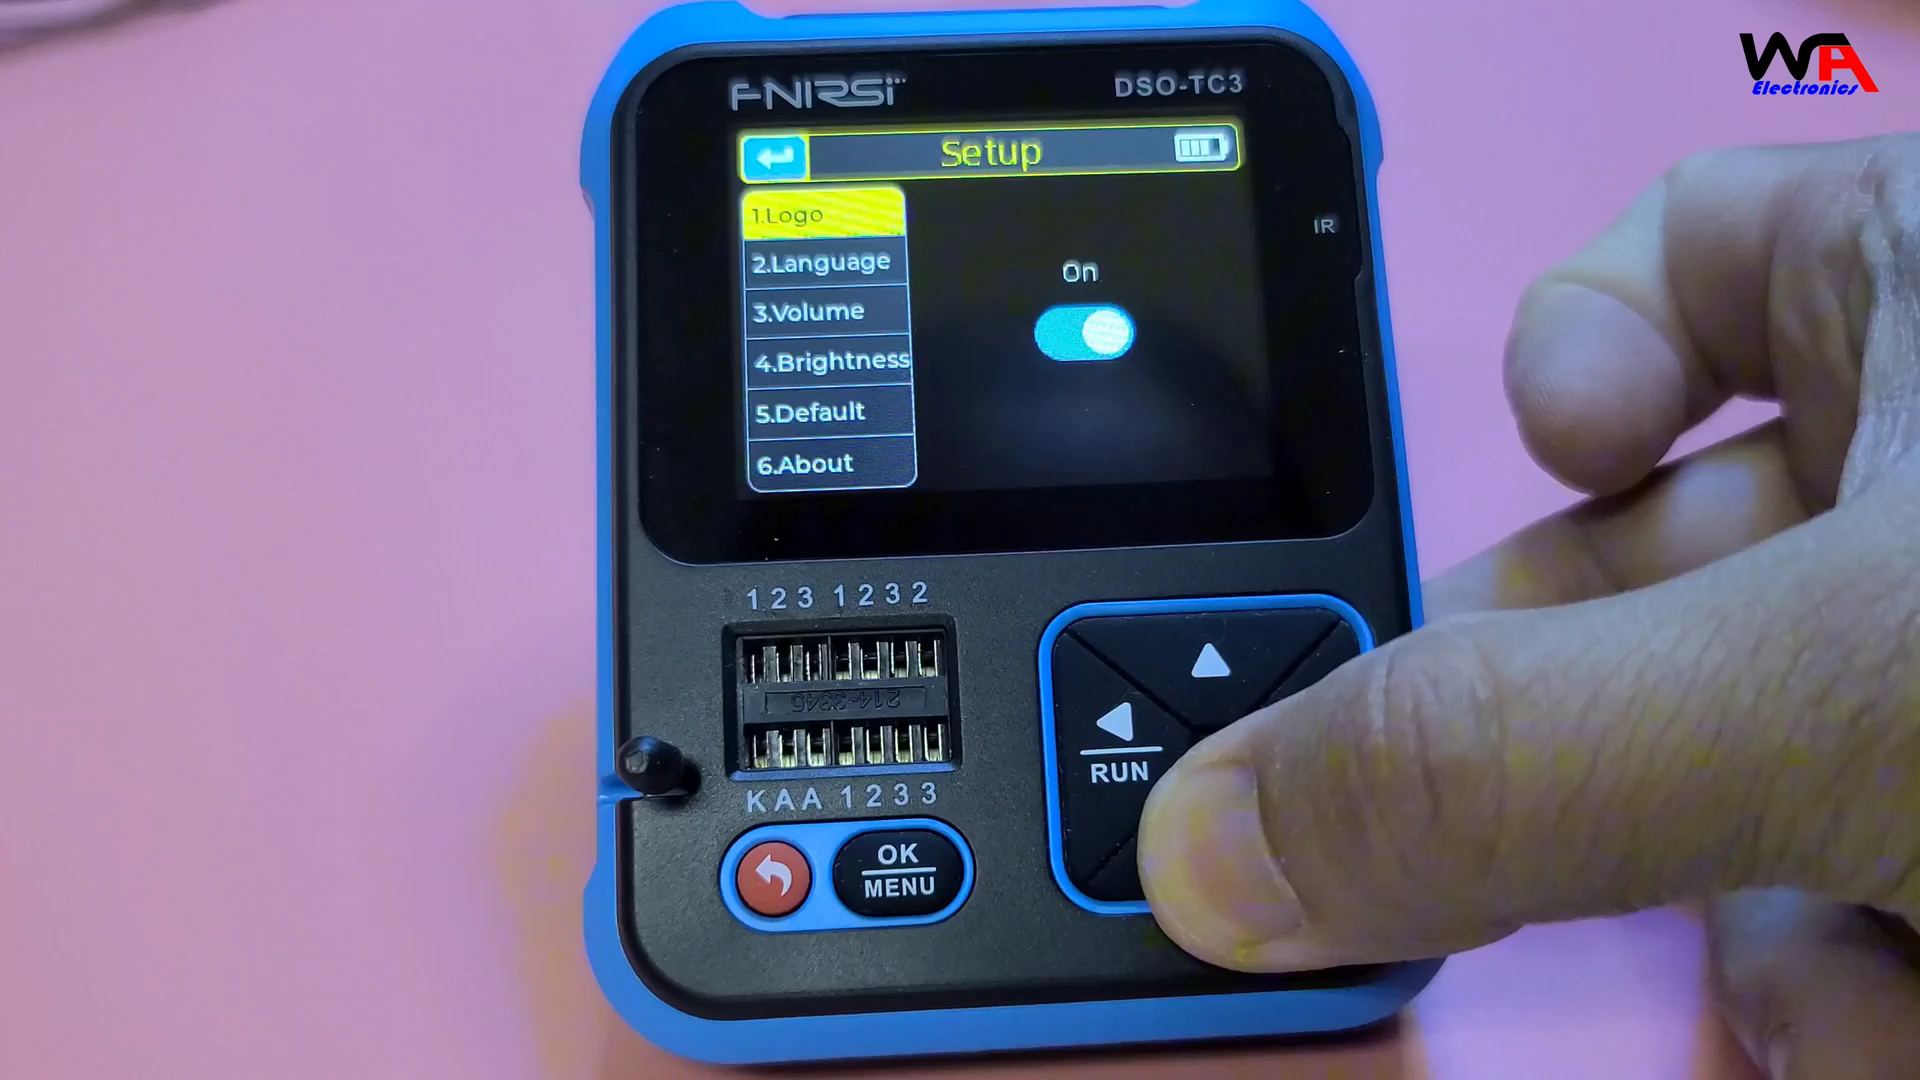 FNIRSI
DSO-TC3
WA
Electronics
Setup
1.Logo
2.Language
3.Volume
4.Brightness
5.Default
6.About
On
IR
1 2 3 1 2 3 2
214-3345
K A A 1 2 3 3
OK
MENU
RUN